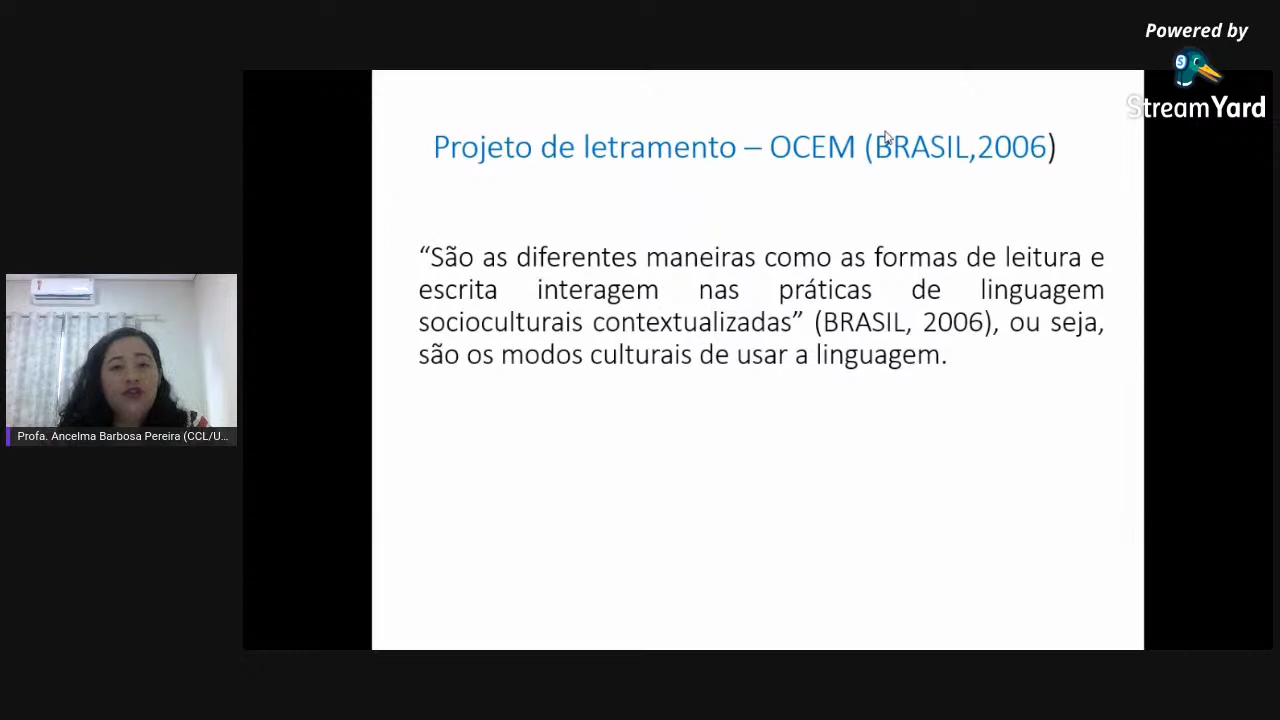 Powered by
StreamYard
Projeto de letramento – OCEM (BRASIL,2006)
“São as diferentes maneiras como as formas de leitura e
escrita interagem nas práticas de linguagem
socioculturais contextualizadas” (BRASIL, 2006), ou seja,
são os modos culturais de usar a linguagem.
Profa. Ancelma Barbosa Pereira (CCL/U...